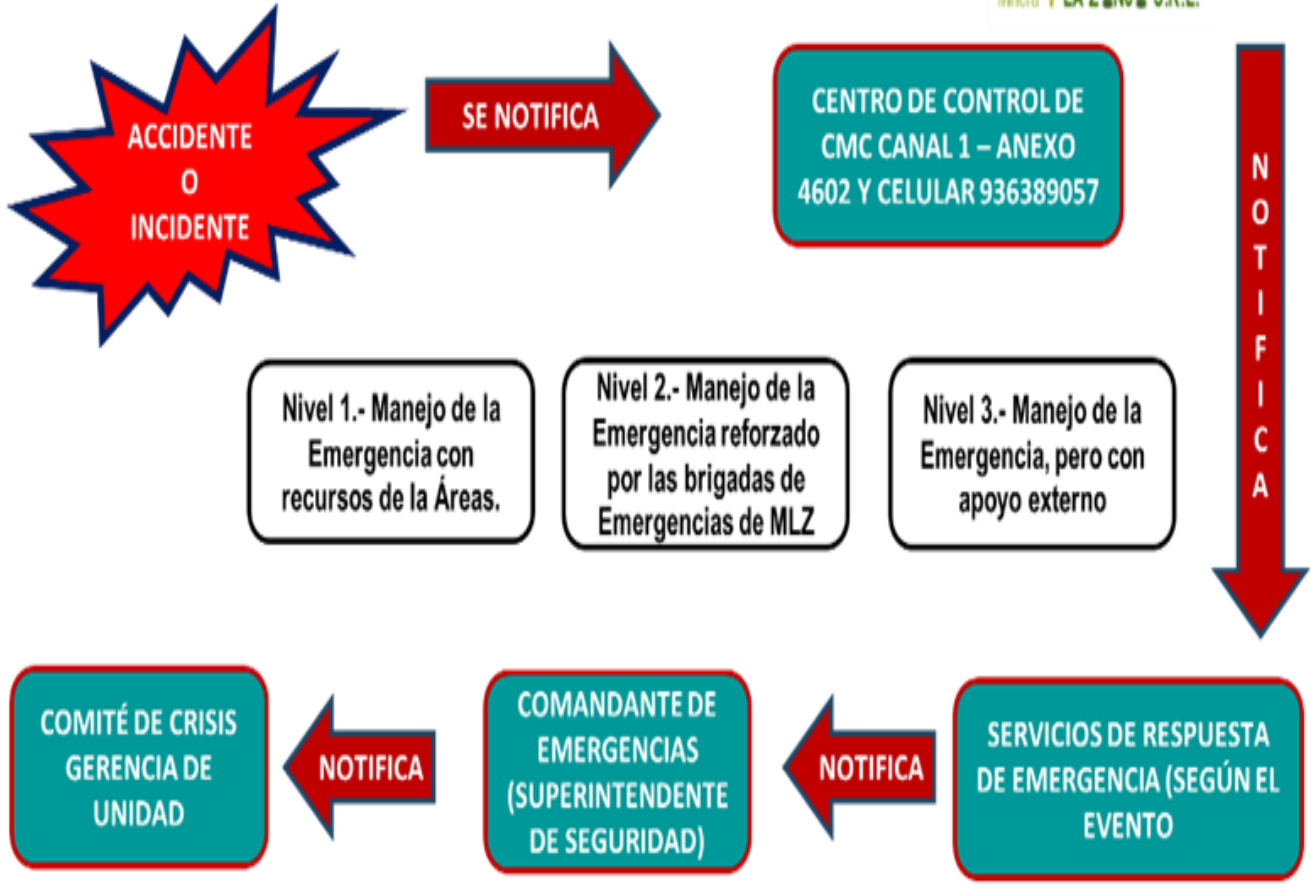 ACCIDENTE
O
INCIDENTE
SE NOTIFICA
CENTRO DE CONTROL DE
CMC CANAL 1 – ANEXO
4602 Y CELULAR 936389057
N
O
T
I
F
I
C
A
Nivel 1.- Manejo de la
Emergencia con
recursos de la Áreas.
Nivel 2.- Manejo de la
Emergencia reforzado
por las brigadas de
Emergencias de MLZ
Nivel 3.- Manejo de la
Emergencia, pero con
apoyo externo
SERVICIOS DE RESPUESTA
DE EMERGENCIA (SEGÚN EL
EVENTO
NOTIFICA
COMANDANTE DE
EMERGENCIAS
(SUPERINTENDENTE
DE SEGURIDAD)
NOTIFICA
COMITÉ DE CRISIS
GERENCIA DE
UNIDAD